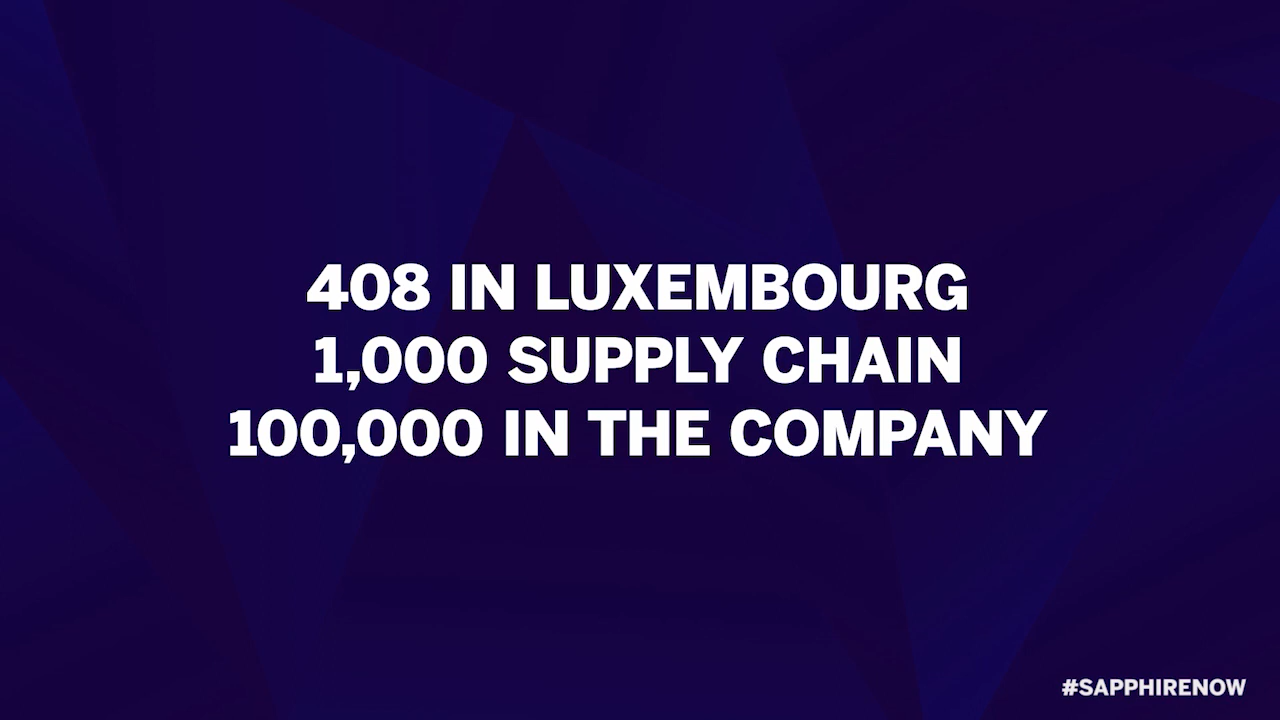 408 IN LUXEMBOURG
1,000 SUPPLY CHAIN
100,000 IN THE COMPANY
#SAPPHIRENOW